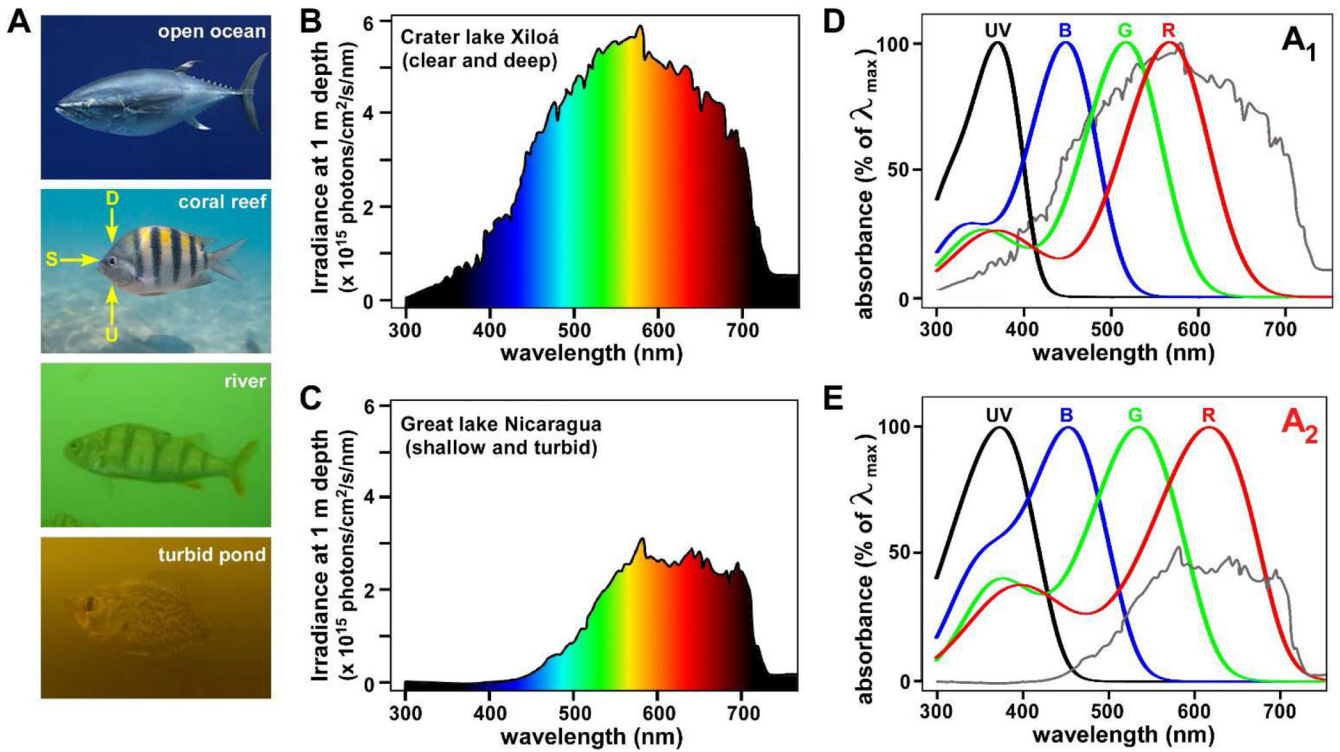 A
open ocean
coral reef
D
S
U
river
turbid pond
B
Crater lake Xiloá
(clear and deep)
Irradiance at 1 m depth
(x 10¹⁵ photons/cm²/s/nm)
6
4
2
0
300 400 500 600 700
wavelength (nm)
C
Great lake Nicaragua
(shallow and turbid)
Irradiance at 1 m depth
(x 10¹⁵ photons/cm²/s/nm)
6
4
2
0
300 400 500 600 700
wavelength (nm)
D
UV B G R
A₁
absorbance (% of λ max)
100
50
0
300 400 500 600 700
wavelength (nm)
E
UV B G R
A₂
absorbance (% of λ max)
100
50
0
300 400 500 600 700
wavelength (nm)